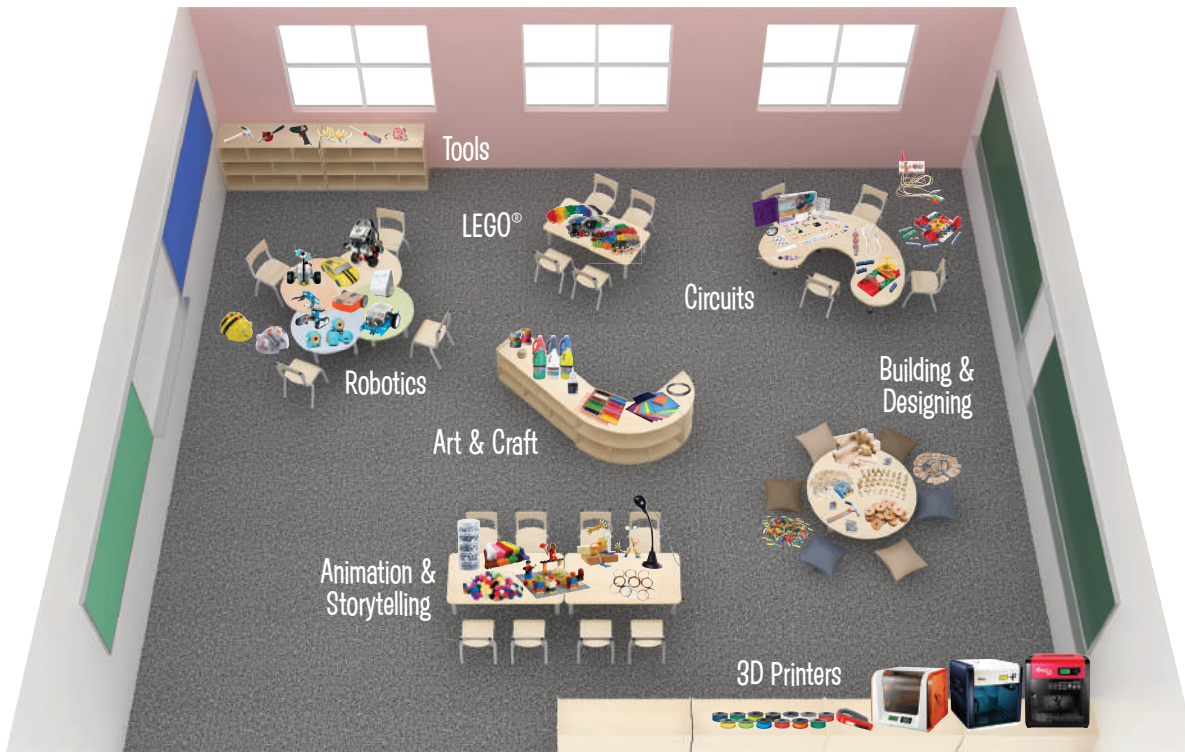 Tools
LEGO®
Circuits
Robotics
Building &
Designing
Art & Craft
Animation &
Storytelling
3D Printers